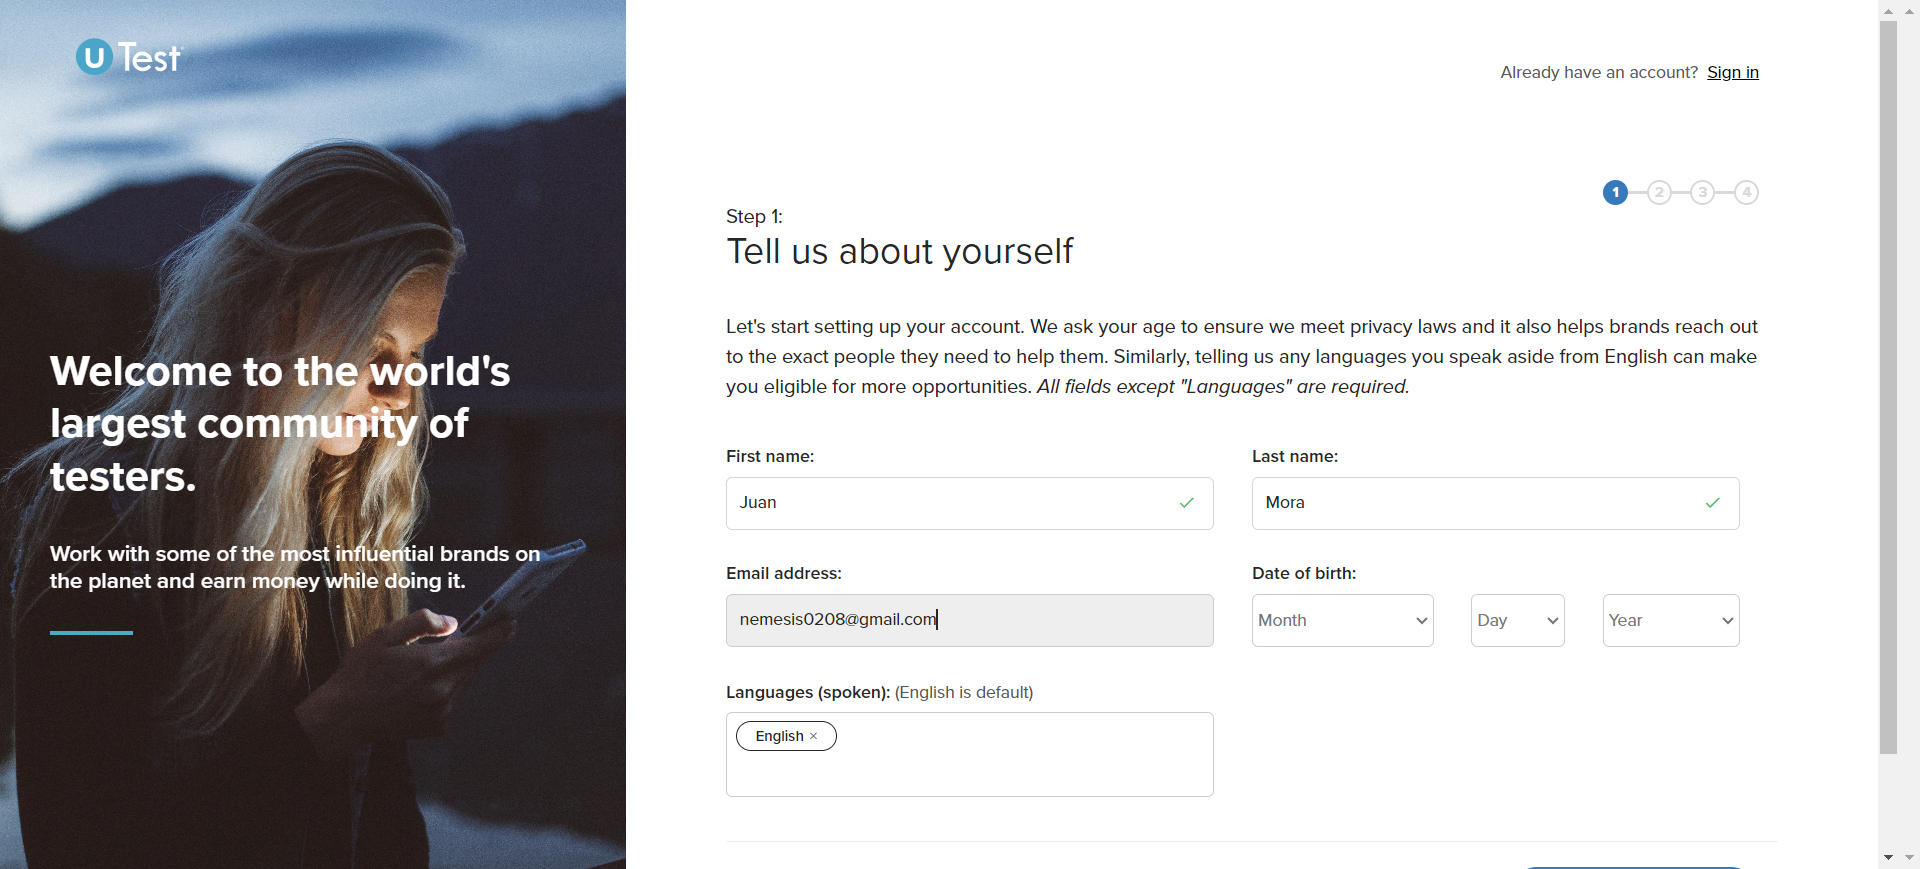 U Test
Welcome to the world's
largest community of
testers.
Work with some of the most influential brands on
the planet and earn money while doing it.
Already have an account? Sign in
1 2 3 4
Step 1:
Tell us about yourself
Let's start setting up your account. We ask your age to ensure we meet privacy laws and it also helps brands reach out
to the exact people they need to help them. Similarly, telling us any languages you speak aside from English can make
you eligible for more opportunities. All fields except "Languages" are required.
First name:
Juan
Last name:
Mora
Email address:
nemesis0208@gmail.com
Date of birth:
Month Day Year
Languages (spoken): (English is default)
English ×